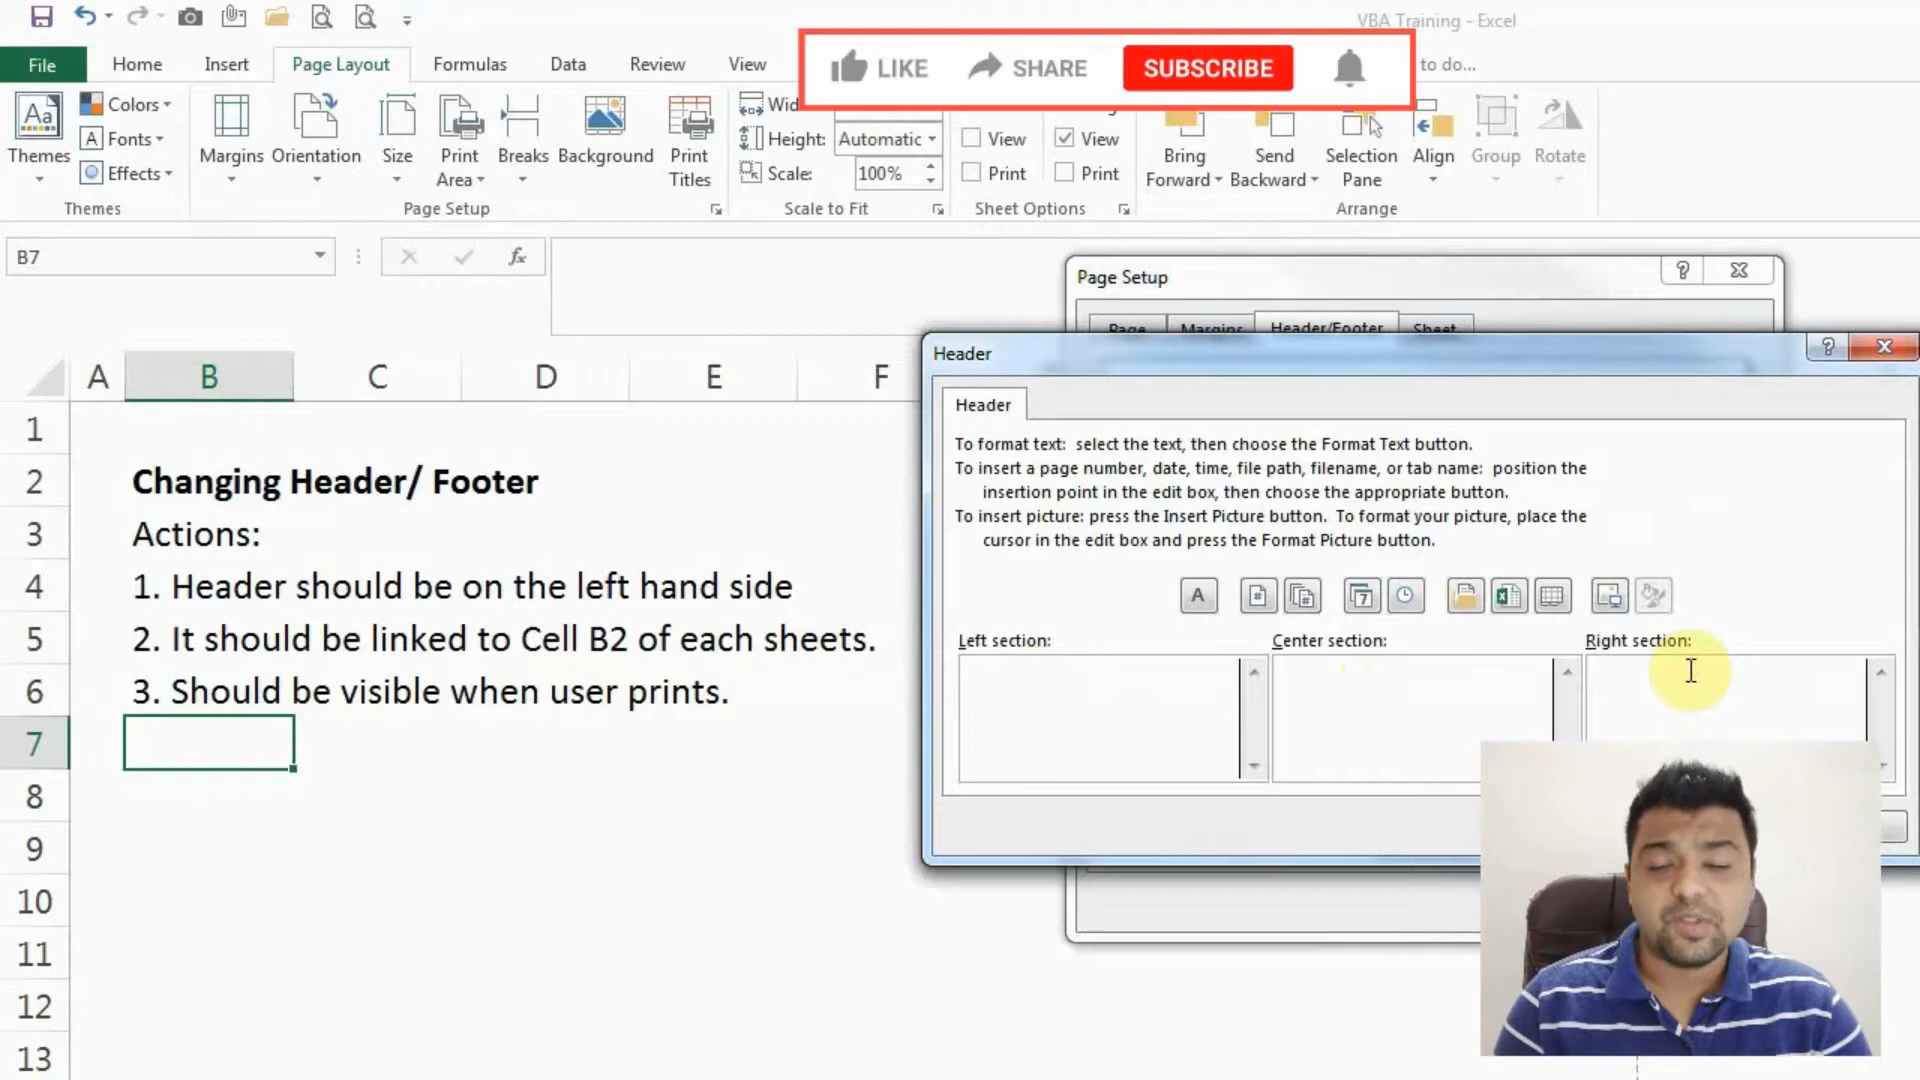 VBA Training - Excel
LIKE SHARE SUBSCRIBE
File Home Insert Page Layout Formulas Data Review View to do...
Themes Colors Fonts Effects
Margins Orientation Size Print Area Breaks Background Print Titles
Height: Automatic
Scale: 100%
View View
Print Print
Bring Forward Send Backward Selection Pane Align Group Rotate
Themes Page Setup Scale to Fit Sheet Options Arrange
B7 fx
A B C D E F
1
2 Changing Header/ Footer
3 Actions:
4 1. Header should be on the left hand side
5 2. It should be linked to Cell B2 of each sheets.
6 3. Should be visible when user prints.
7
8
9
10
11
12
13
Page Setup
Page Margins Header/Footer Sheet
Header
Header
To format text: select the text, then choose the Format Text button.
To insert a page number, date, time, file path, filename, or tab name: position the
insertion point in the edit box, then choose the appropriate button.
To insert picture: press the Insert Picture button. To format your picture, place the
cursor in the edit box and press the Format Picture button.
A
Left section: Center section: Right section: